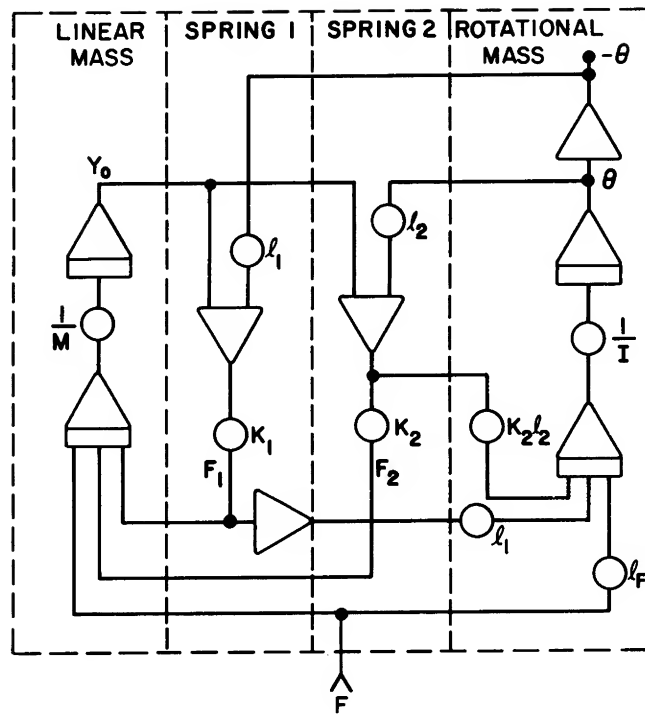 LINEAR MASS
SPRING 1
SPRING 2
ROTATIONAL MASS
-θ
Y₀
θ
ℓ₂
ℓ₁
1/M
1/I
K₁
K₂
K₂ℓ₂
F₁
F₂
ℓ₁
ℓF
F